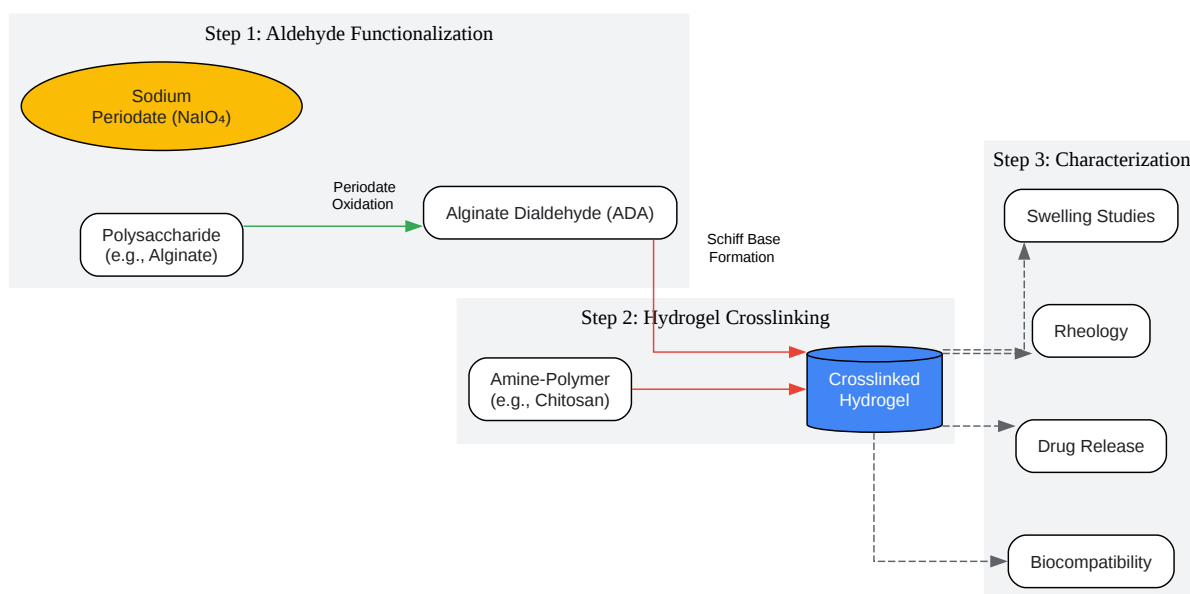 Step 1: Aldehyde Functionalization
Sodium
Periodate (NaIO₄)
Periodate
Oxidation
Polysaccharide
(e.g., Alginate)
Alginate Dialdehyde (ADA)
Schiff Base
Formation
Step 2: Hydrogel Crosslinking
Amine-Polymer
(e.g., Chitosan)
Crosslinked
Hydrogel
Step 3: Characterization
Swelling Studies
Rheology
Drug Release
Biocompatibility